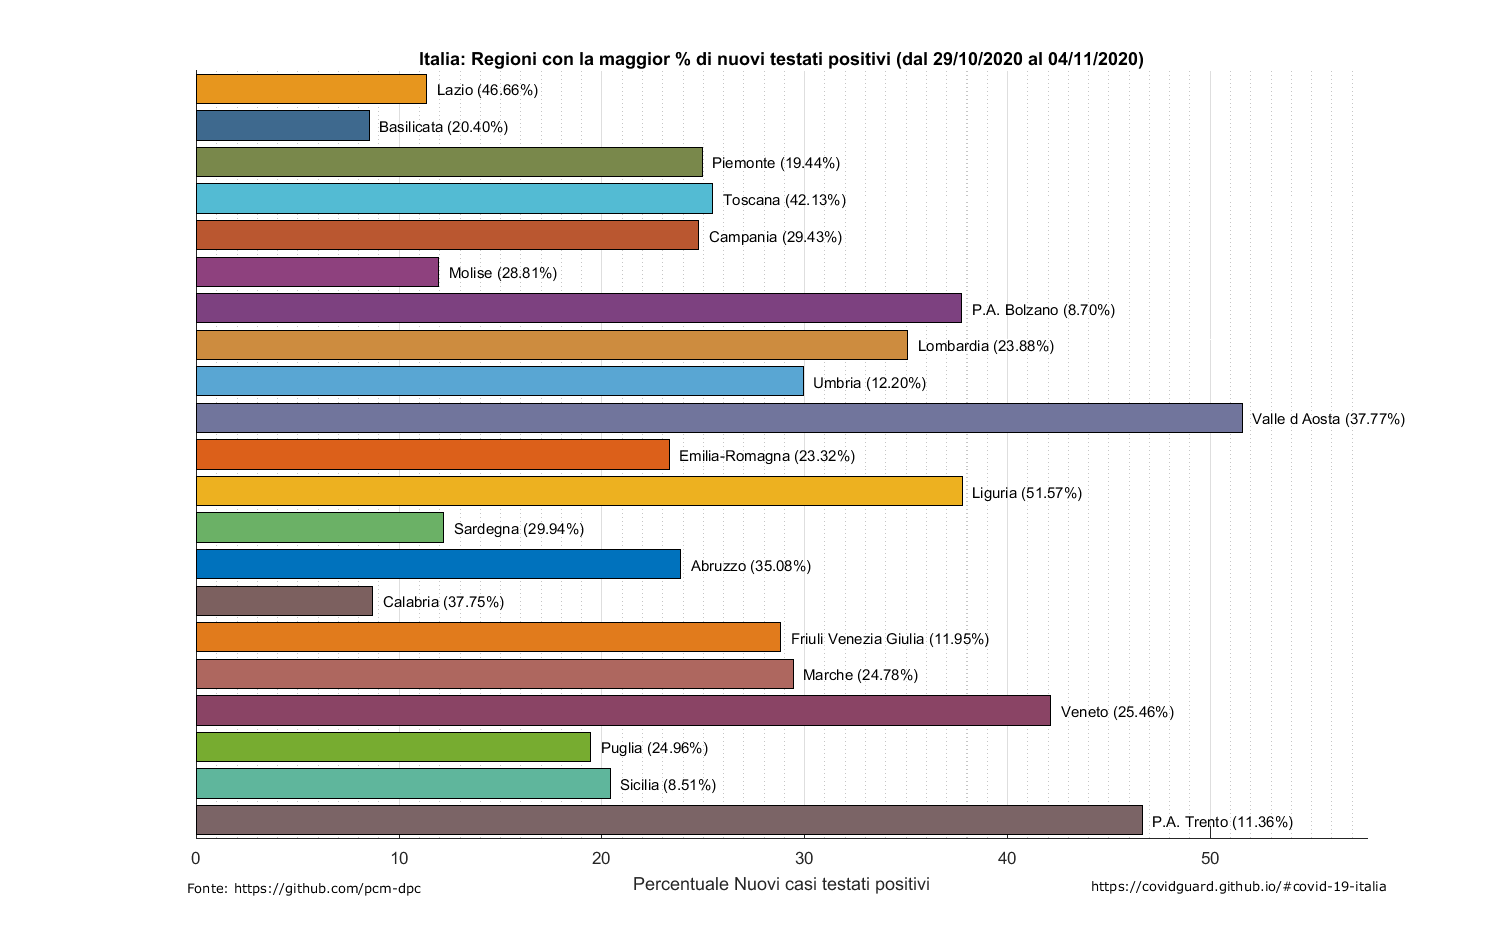 Italia: Regioni con la maggior % di nuovi testati positivi (dal 29/10/2020 al 04/11/2020)
Lazio (46.66%)
Basilicata (20.40%)
Piemonte (19.44%)
Toscana (42.13%)
Campania (29.43%)
Molise (28.81%)
P.A. Bolzano (8.70%)
Lombardia (23.88%)
Umbria (12.20%)
Valle d Aosta (37.77%)
Emilia-Romagna (23.32%)
Liguria (51.57%)
Sardegna (29.94%)
Abruzzo (35.08%)
Calabria (37.75%)
Friuli Venezia Giulia (11.95%)
Marche (24.78%)
Veneto (25.46%)
Puglia (24.96%)
Sicilia (8.51%)
P.A. Trento (11.36%)
0 10 20 30 40 50
Percentuale Nuovi casi testati positivi
Fonte: https://github.com/pcm-dpc
https://covidguard.github.io/#covid-19-italia